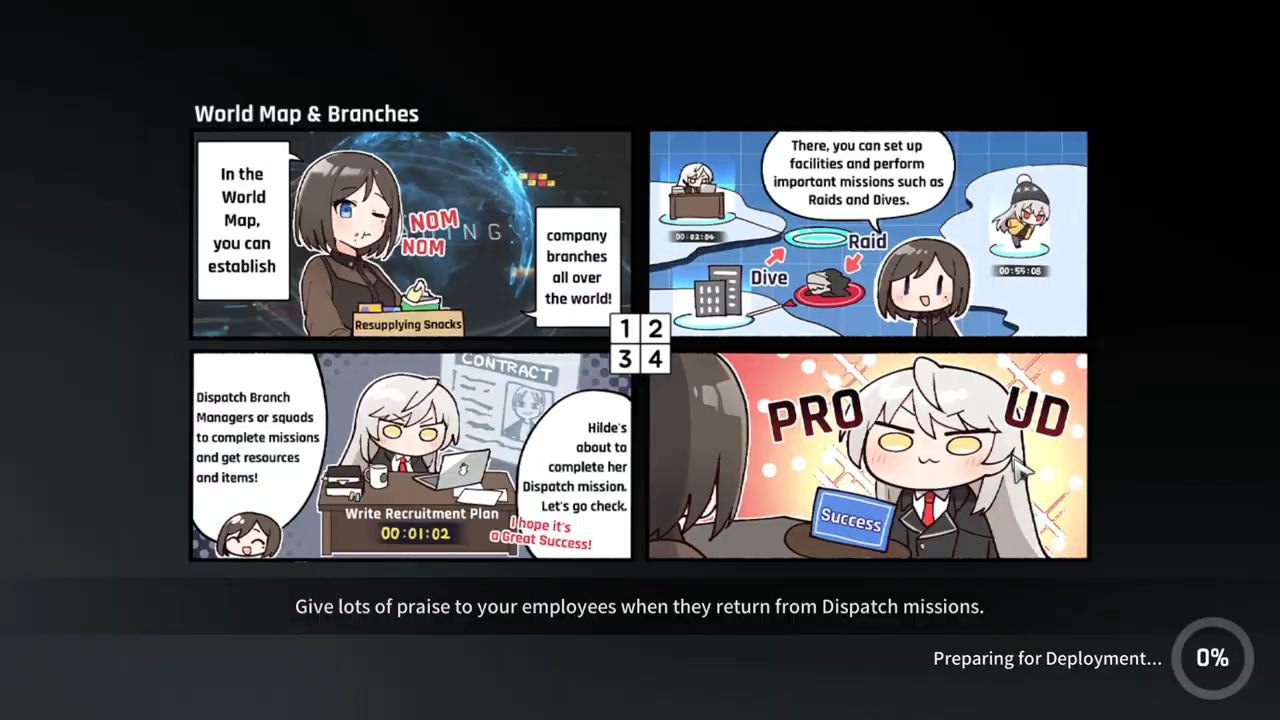 World Map & Branches
In the
World
Map,
you can
establish
NOM
NOM
company
branches
all over
the world!
Resupplying Snacks
There, you can set up
facilities and perform
important missions such as
Raids and Dives.
00:02:04
Raid
Dive
00:55:08
1 2
3 4
Dispatch Branch
Managers or squads
to complete missions
and get resources
and items!
CONTRACT
Hilde's
about to
complete her
Dispatch mission.
Let's go check.
I hope it's
a Great Success!
Write Recruitment Plan
00:01:02
PROUD
Success
Give lots of praise to your employees when they return from Dispatch missions.
Preparing for Deployment...
0%